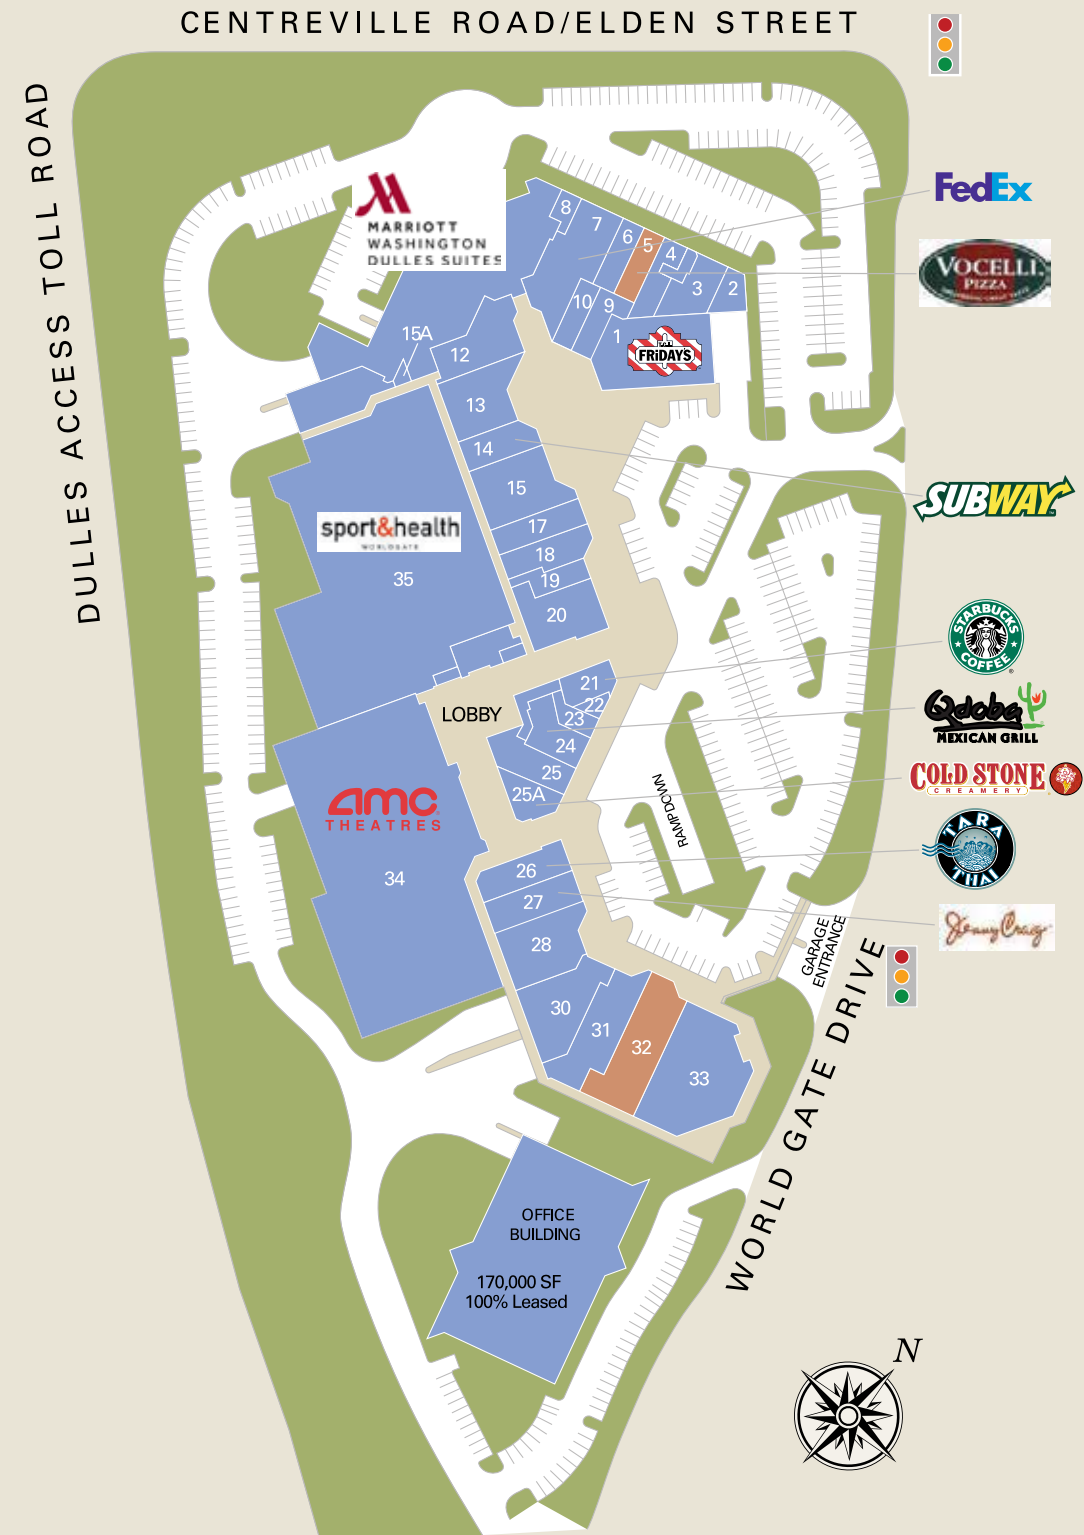 CENTREVILLE ROAD/ELDEN STREET
DULLES ACCESS TOLL ROAD
MARRIOTT
WASHINGTON
DULLES SUITES
FedEx
VOCELLI
PIZZA
8
7
6
5
4
3
2
10
9
1
T.G.I.
FRIDAY'S
15A
12
13
14
15
17
18
19
20
SUBWAY
sport&health
WORLDGATE
35
STARBUCKS
COFFEE
®
21
22
23
24
25
25A
LOBBY
Qdoba
MEXICAN GRILL
COLD STONE
CREAMERY
amc
THEATRES
34
RAMPDOWN
TARA
THAI
26
27
28
30
31
32
33
Jenny Craig
GARAGE
ENTRANCE
WORLD GATE DRIVE
OFFICE
BUILDING
170,000 SF
100% Leased
N